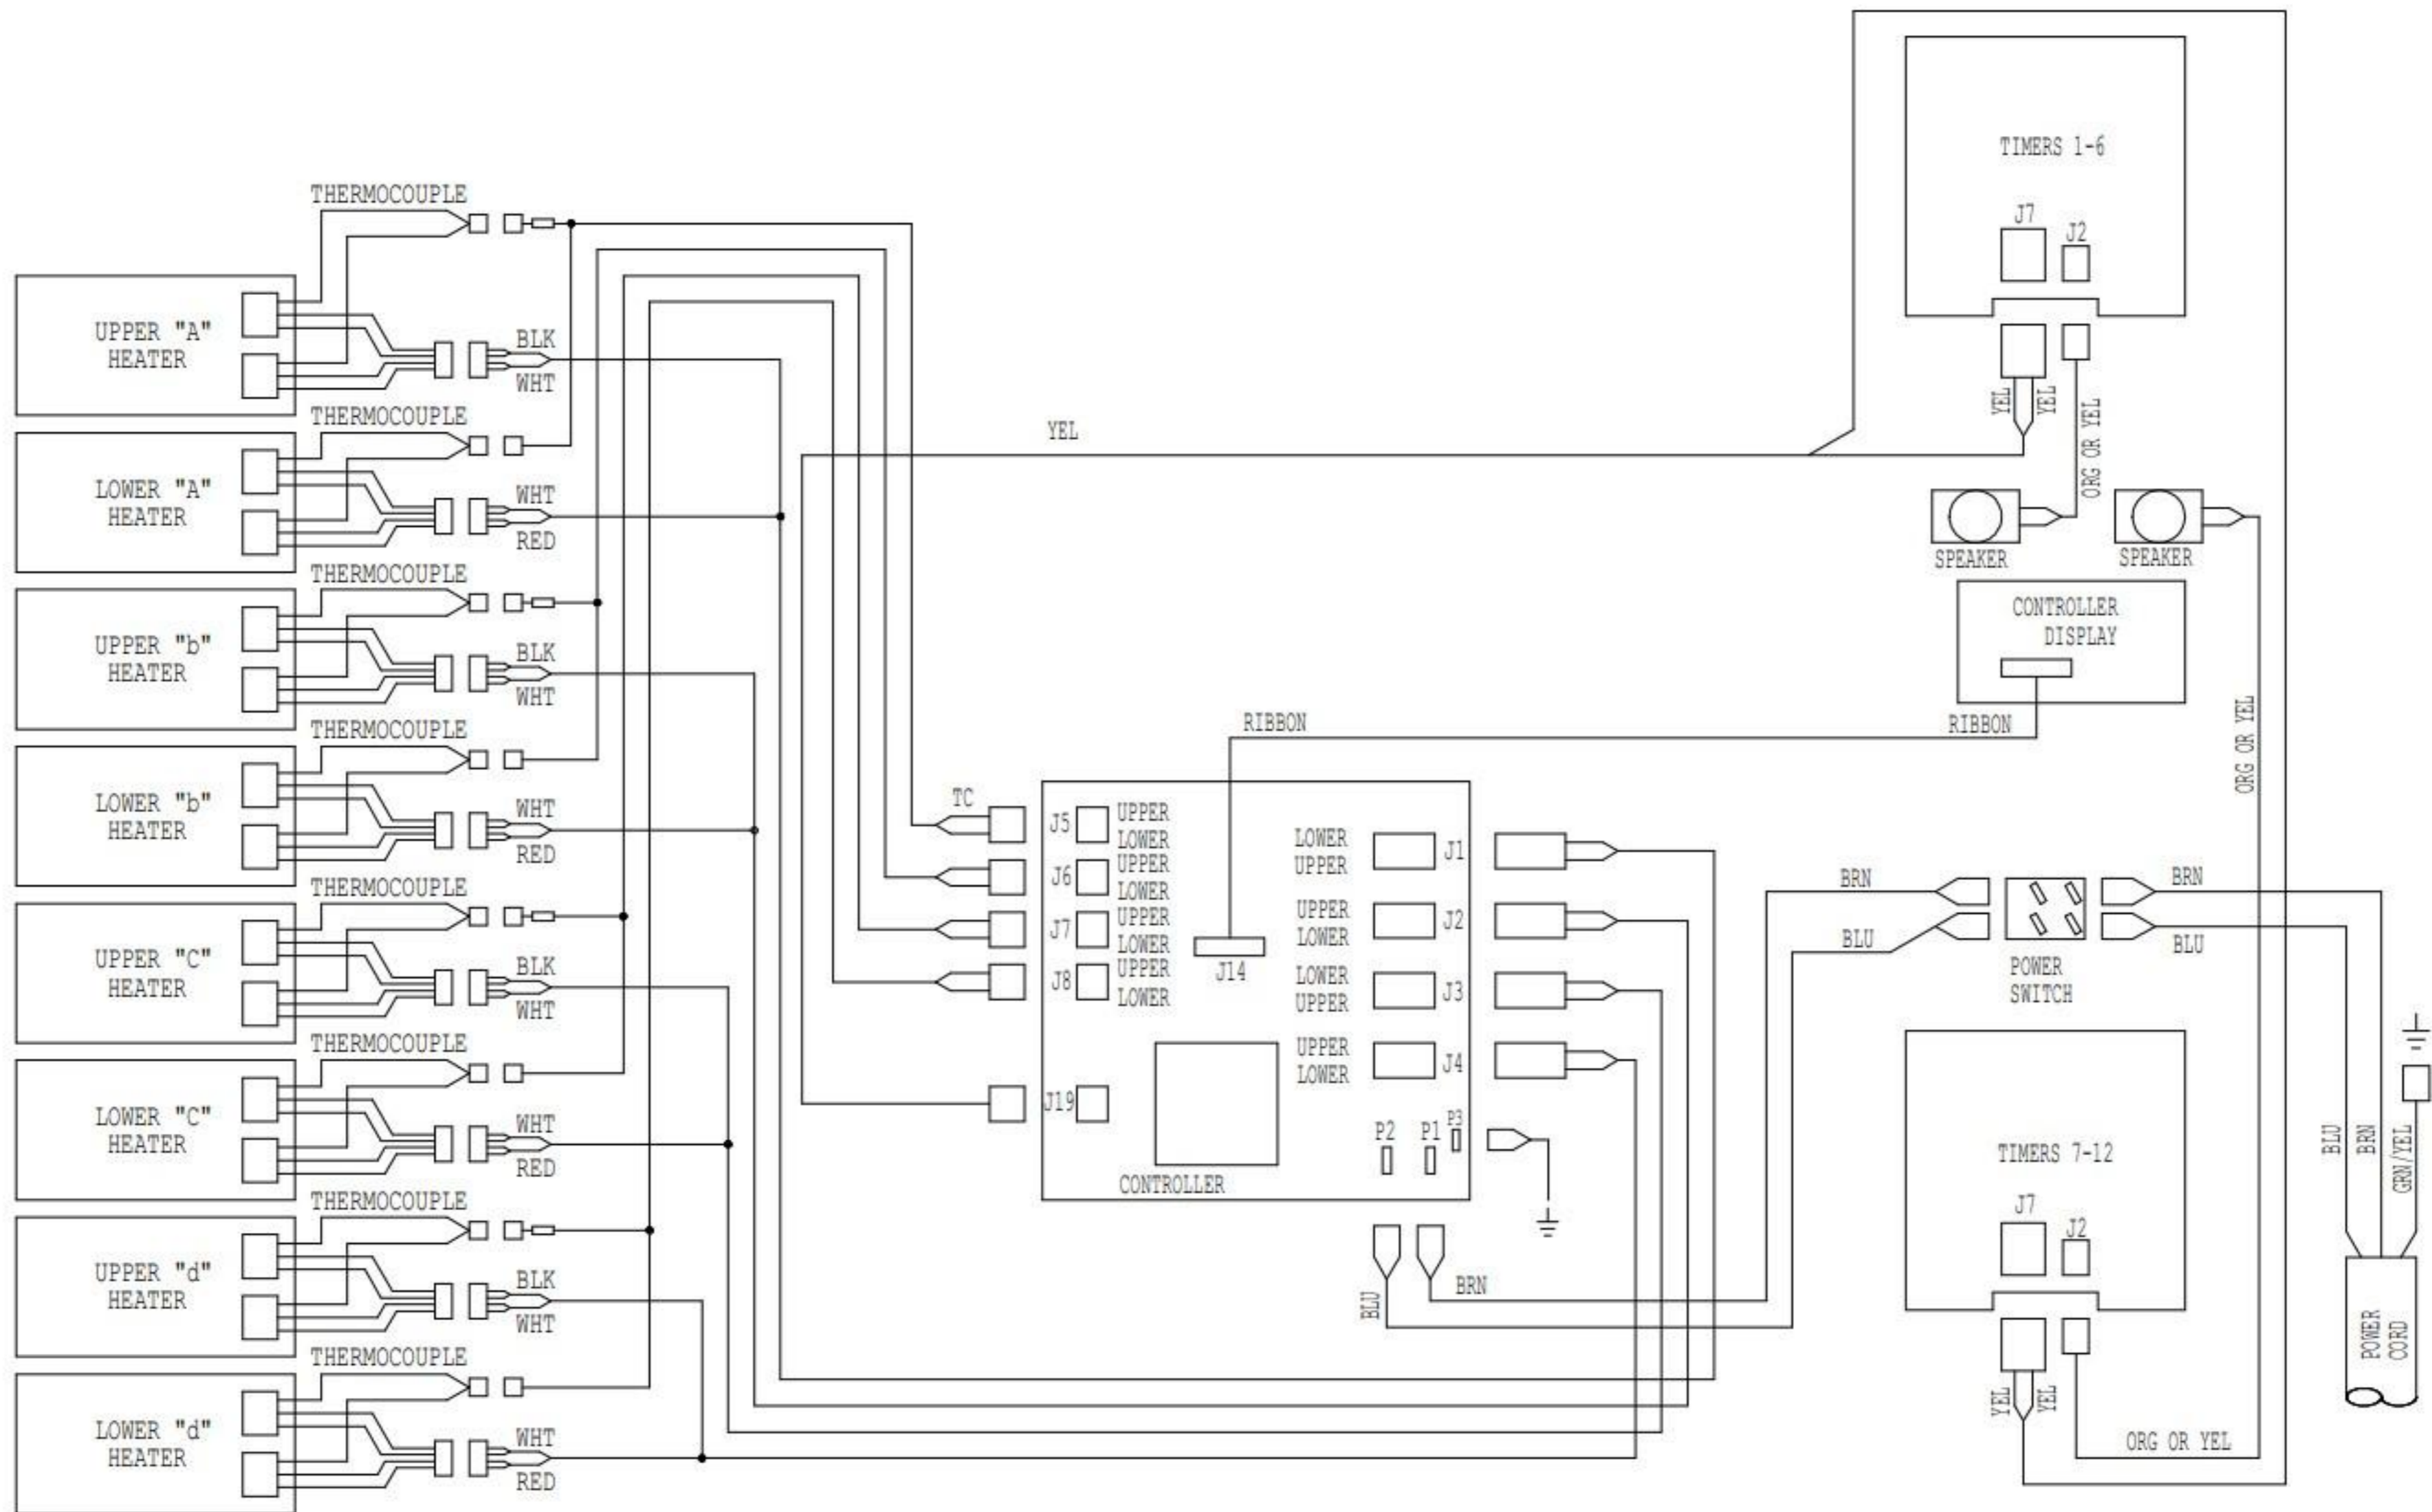 THERMOCOUPLE
UPPER "A"
HEATER
BLK
WHT
THERMOCOUPLE
LOWER "A"
HEATER
WHT
RED
THERMOCOUPLE
UPPER "b"
HEATER
BLK
WHT
THERMOCOUPLE
LOWER "b"
HEATER
WHT
RED
THERMOCOUPLE
UPPER "C"
HEATER
BLK
WHT
THERMOCOUPLE
LOWER "C"
HEATER
WHT
RED
THERMOCOUPLE
UPPER "d"
HEATER
BLK
WHT
THERMOCOUPLE
LOWER "d"
HEATER
WHT
RED
YEL
RIBBON
RIBBON
TC
J5
UPPER
LOWER
J6
UPPER
LOWER
J7
UPPER
LOWER
J8
UPPER
LOWER
J14
J19
LOWER
UPPER
J1
UPPER
LOWER
J2
LOWER
UPPER
J3
UPPER
LOWER
J4
P2
P1
P3
CONTROLLER
BLU
BRN
TIMERS 1-6
J7
J2
YEL
YEL
ORG OR YEL
SPEAKER
SPEAKER
CONTROLLER
DISPLAY
ORG OR YEL
BRN
BLU
BRN
BLU
POWER
SWITCH
TIMERS 7-12
J7
J2
YEL
YEL
ORG OR YEL
BLU
BRN
GRN/YEL
POWER
CORD